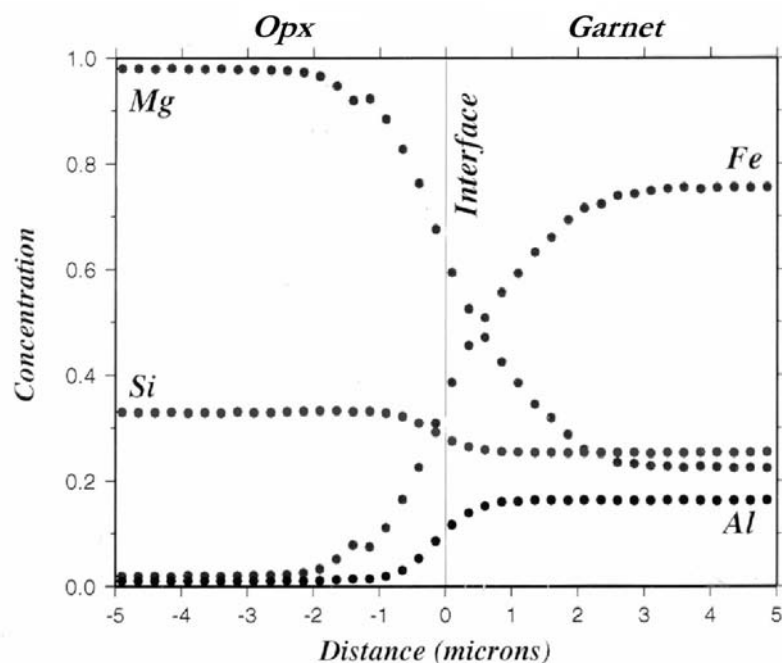 Opx
Garnet
1.0
0.8
0.6
0.4
0.2
0.0
Concentration
Mg
Si
Interface
Fe
Al
-5
-4
-3
-2
-1
0
1
2
3
4
5
Distance (microns)